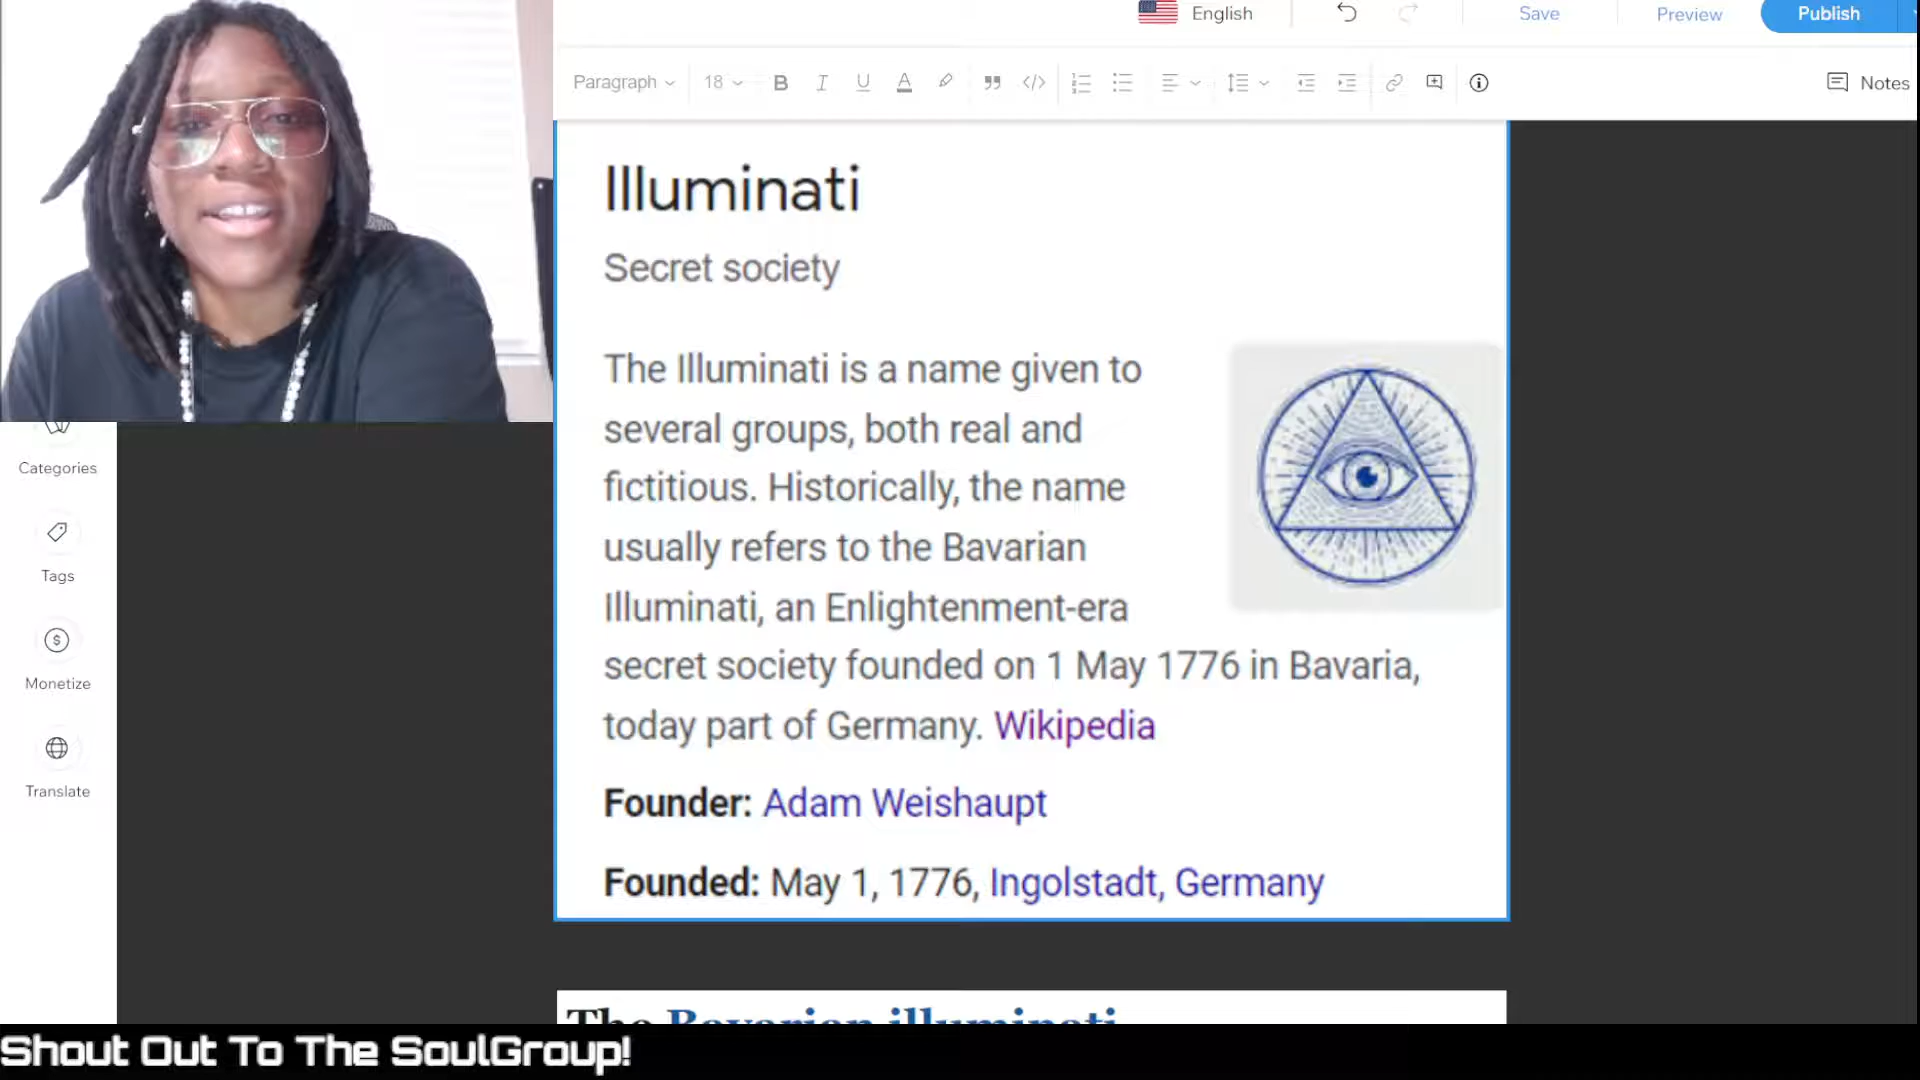 English
Save
Preview
Publish
Paragraph
18
B I U A
Notes
Illuminati
Secret society
The Illuminati is a name given to
several groups, both real and
fictitious. Historically, the name
usually refers to the Bavarian
Illuminati, an Enlightenment-era
secret society founded on 1 May 1776 in Bavaria,
today part of Germany. Wikipedia
Founder: Adam Weishaupt
Founded: May 1, 1776, Ingolstadt, Germany
Categories
Tags
Monetize
Translate
The Bavarian illuminati
Shout Out To The SoulGroup!